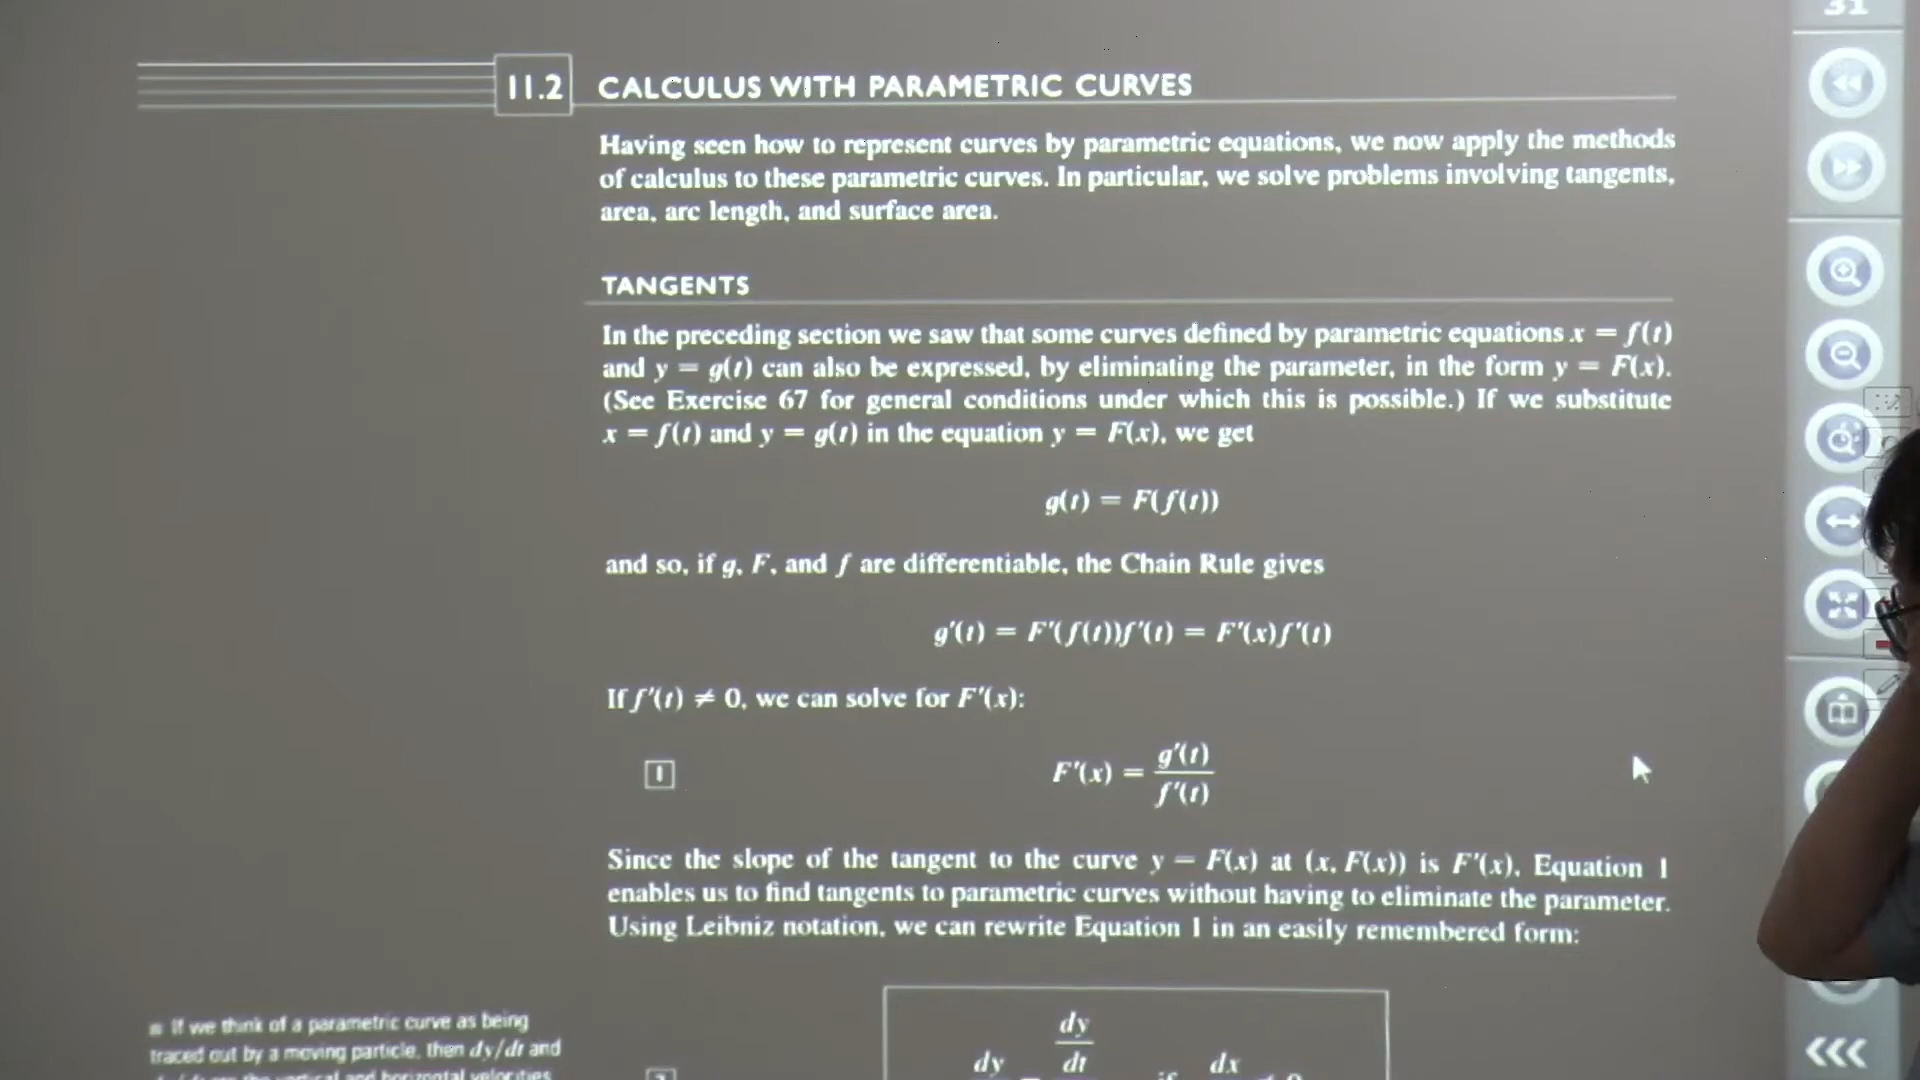 31
11.2 CALCULUS WITH PARAMETRIC CURVES
Having seen how to represent curves by parametric equations, we now apply the methods
of calculus to these parametric curves. In particular, we solve problems involving tangents,
area, arc length, and surface area.
TANGENTS
In the preceding section we saw that some curves defined by parametric equations x = f(t)
and y = g(t) can also be expressed, by eliminating the parameter, in the form y = F(x).
(See Exercise 67 for general conditions under which this is possible.) If we substitute
x = f(t) and y = g(t) in the equation y = F(x), we get
g(t) = F(f(t))
and so, if g, F, and f are differentiable, the Chain Rule gives
g′(t) = F′(f(t))f′(t) = F′(x)f′(t)
If f′(t) ≠ 0, we can solve for F′(x):
1 F′(x) = g′(t)
f′(t)
Since the slope of the tangent to the curve y = F(x) at (x, F(x)) is F′(x), Equation 1
enables us to find tangents to parametric curves without having to eliminate the parameter.
Using Leibniz notation, we can rewrite Equation 1 in an easily remembered form:
If we think of a parametric curve as being
traced out by a moving particle, then dy/dt and
vertical and horizontal velocities
dy
dy dt if dx